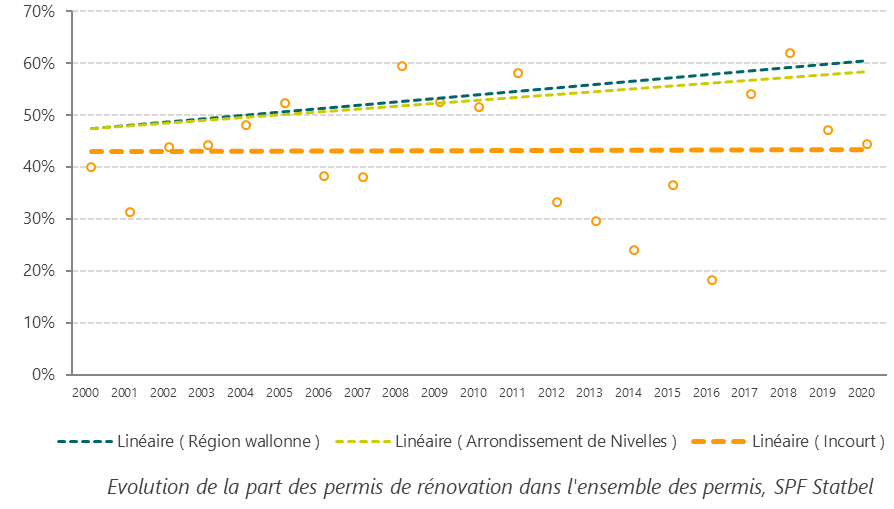 70%
60%
50%
40%
30%
20%
10%
0%
2000 2001 2002 2003 2004 2005 2006 2007 2008 2009 2010 2011 2012 2013 2014 2015 2016 2017 2018 2019 2020
Linéaire ( Région wallonne ) Linéaire ( Arrondissement de Nivelles ) Linéaire ( Incourt )
Evolution de la part des permis de rénovation dans l'ensemble des permis, SPF Statbel